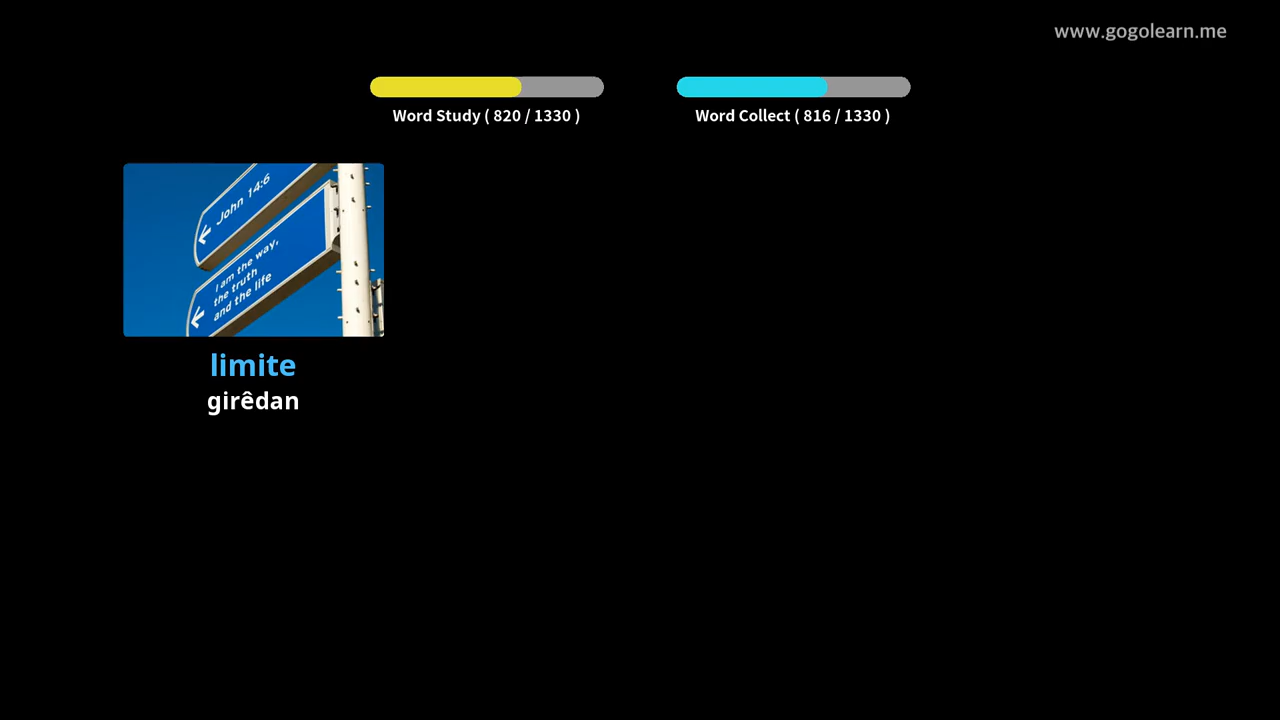 www.gogolearn.me
Word Study ( 820 / 1330 )
Word Collect ( 816 / 1330 )
John 14:6
I am the way,
the truth
and the life
limite
girêdan